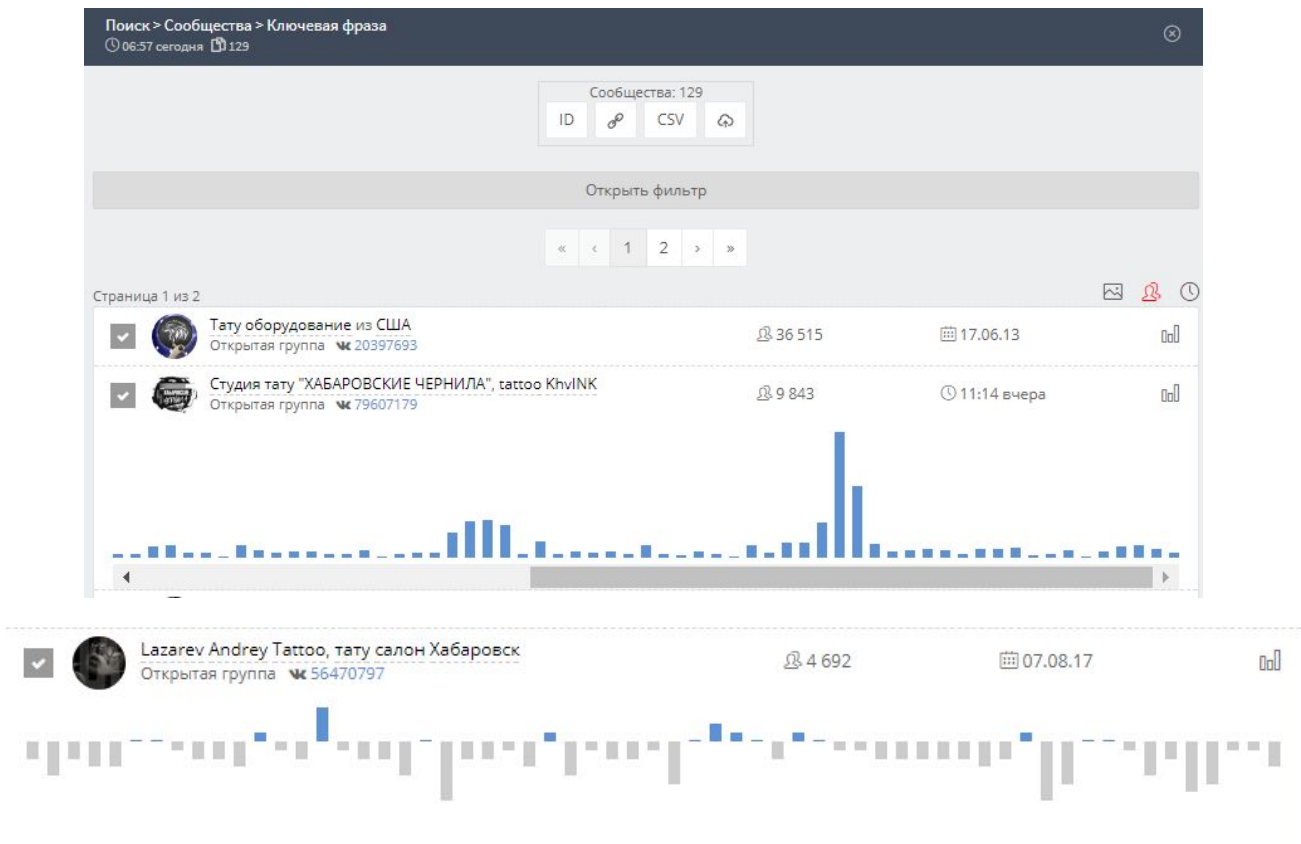 Поиск > Сообщества > Ключевая фраза
06:57 сегодня 129
Сообщества: 129
ID CSV
Открыть фильтр
« ‹ 1 2 › »
Страница 1 из 2
Тату оборудование из США 36 515 17.06.13
Открытая группа 20397693
Студия тату "ХАБАРОВСКИЕ ЧЕРНИЛА", tattoo KhvINK 9 843 11:14 вчера
Открытая группа 79607179
Lazarev Andrey Tattoo, тату салон Хабаровск 4 692 07.08.17
Открытая группа 56470797